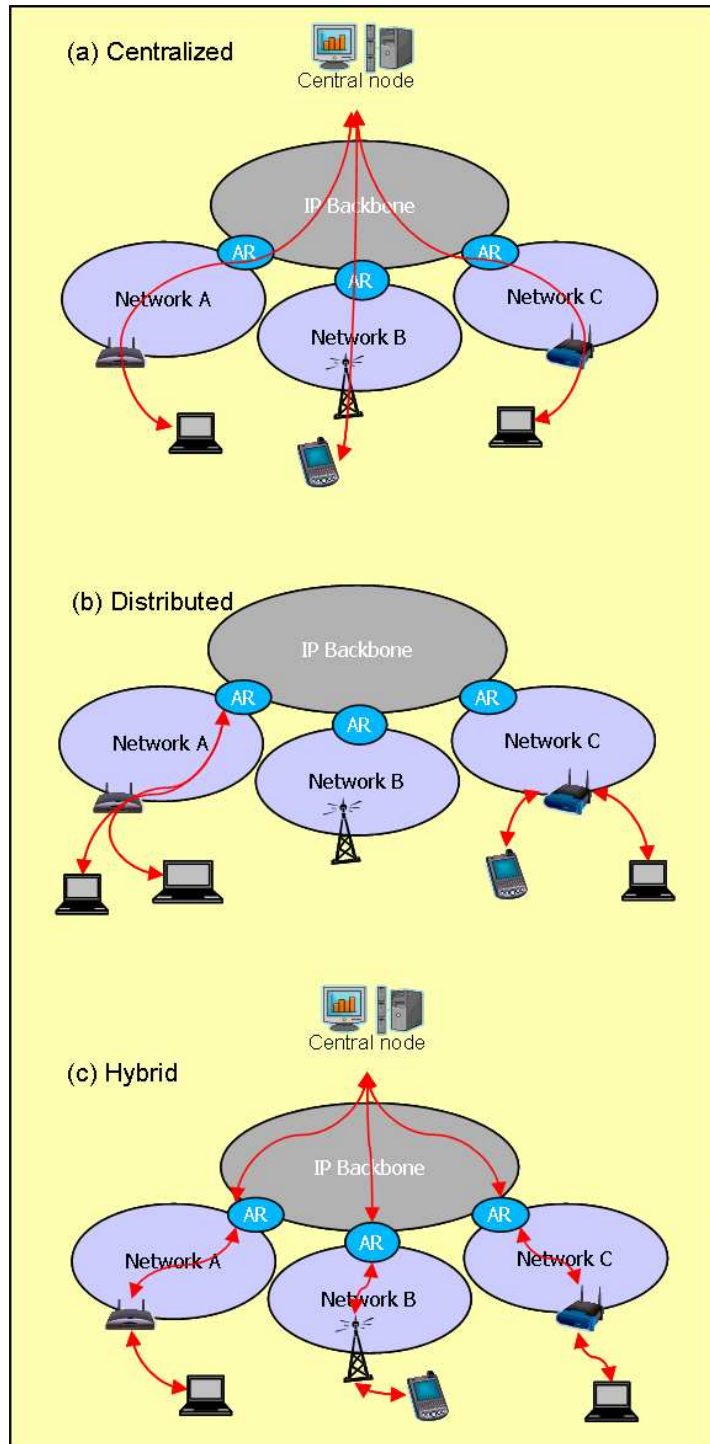 (a) Centralized
Central node
IP Backbone
AR
AR
AR
Network A
Network B
Network C
(b) Distributed
IP Backbone
AR
AR
AR
Network A
Network B
Network C
Central node
(c) Hybrid
IP Backbone
AR
AR
AR
Network A
Network B
Network C